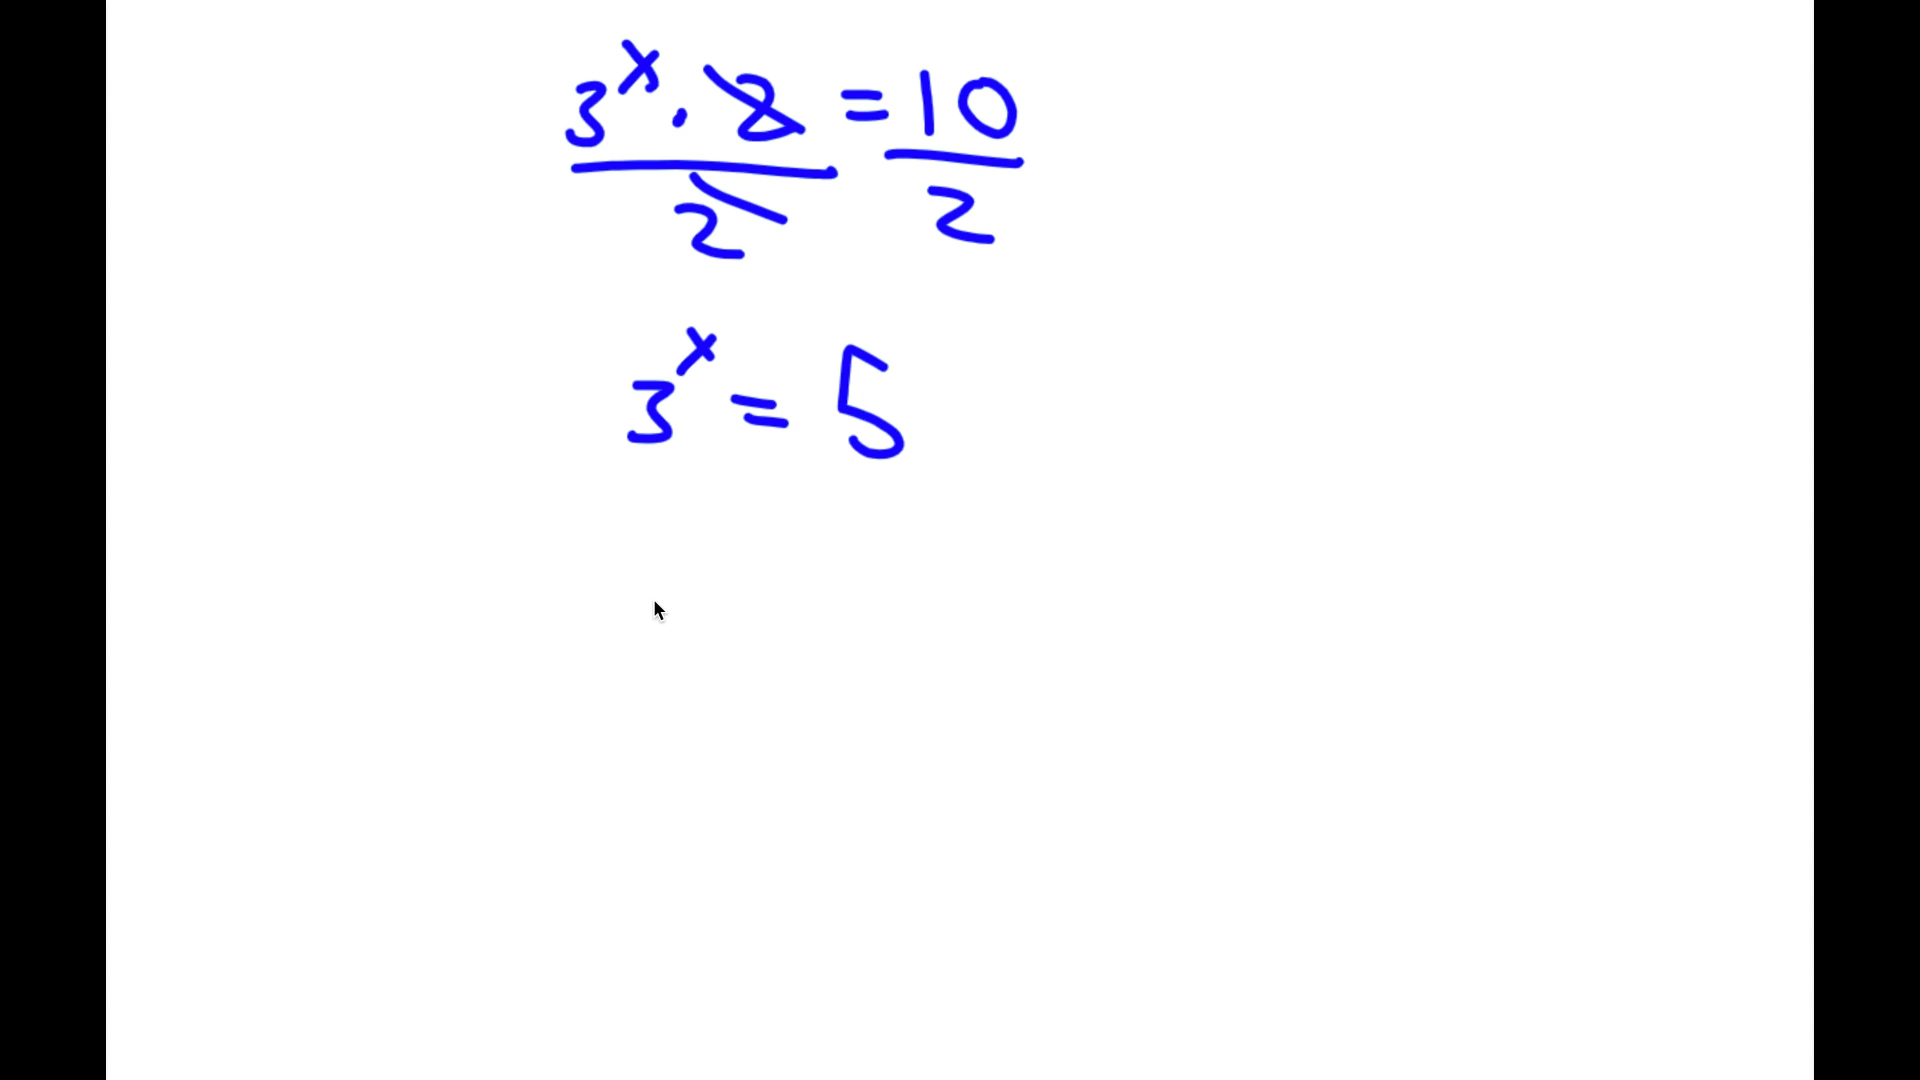 3^x · 2 = 10
2 2
3^x = 5